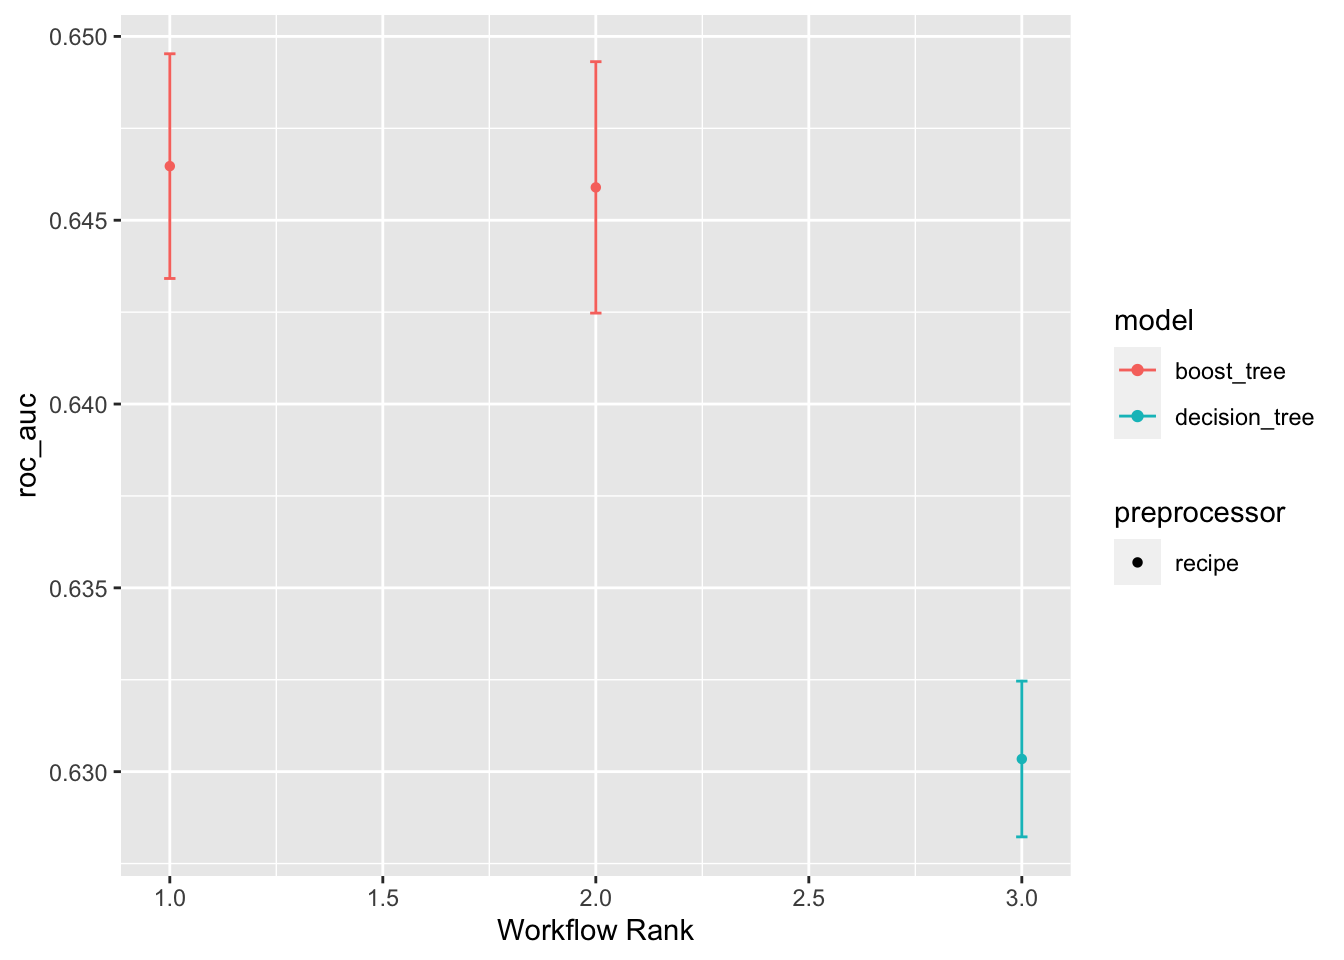 0.650
0.645
0.640
0.635
0.630
roc_auc
1.0
1.5
2.0
2.5
3.0
Workflow Rank
model
boost_tree
decision_tree
preprocessor
recipe